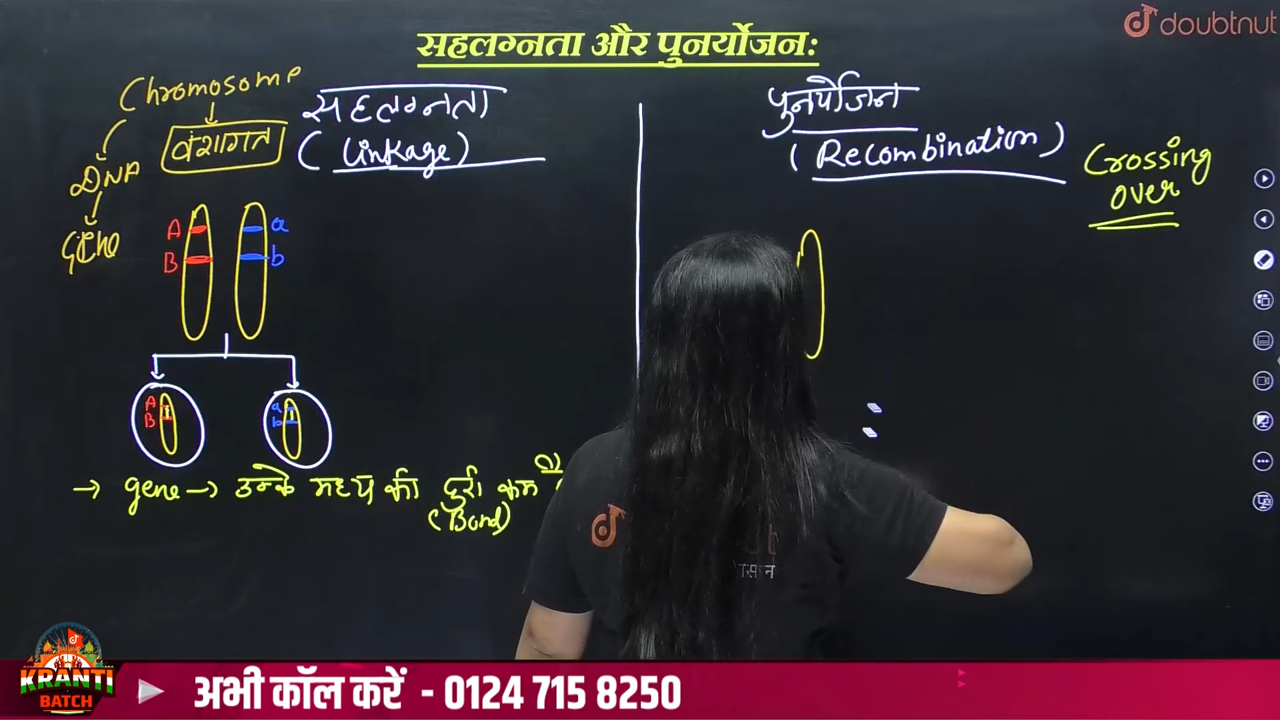 doubtnut
सहलग्नता और पुनर्योजन:
Chromosome
वंशागत
DNA
Gene
सहलग्नता
(Linkage)
A
B
a
b
A
B
a
b
→ gene → उनके मध्य की दुरी कम
(Bond)
पुनर्योजन
(Recombination)
Crossing
over
KRANTI
BATCH
अभी कॉल करें - 0124 715 8250